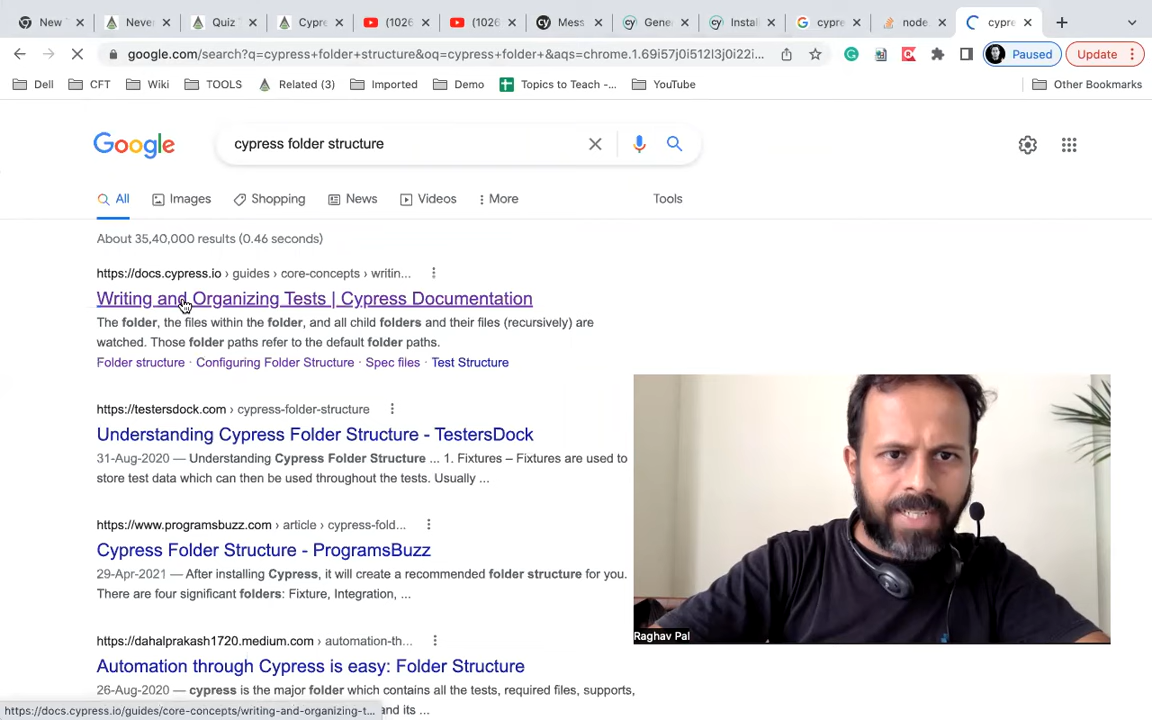 New T
Never
Quiz
Cypre
(102
(102
Mess
Gene
Instal
cypre
node
cypre
google.com/search?q=cypress+folder+structure&oq=cypress+folder+&aqs=chrome.1.69i57j0i512l3j0i22i...
Paused
Update
Dell
CFT
Wiki
TOOLS
Related (3)
Imported
Demo
Topics to Teach -...
YouTube
Other Bookmarks
Google
cypress folder structure
All
Images
Shopping
News
Videos
More
Tools
About 35,40,000 results (0.46 seconds)
https://docs.cypress.io › guides › core-concepts › writin...
Writing and Organizing Tests | Cypress Documentation
The folder, the files within the folder, and all child folders and their files (recursively) are
watched. Those folder paths refer to the default folder paths.
Folder structure · Configuring Folder Structure · Spec files · Test Structure
https://testersdock.com › cypress-folder-structure
Understanding Cypress Folder Structure - TestersDock
31-Aug-2020 — Understanding Cypress Folder Structure ... 1. Fixtures – Fixtures are used to
store test data which can then be used throughout the tests. Usually ...
https://www.programsbuzz.com › article › cypress-fold...
Cypress Folder Structure - ProgramsBuzz
29-Apr-2021 — After installing Cypress, it will create a recommended folder structure for you.
There are four significant folders: Fixture, Integration, ...
https://dahalprakash1720.medium.com › automation-th...
Automation through Cypress is easy: Folder Structure
26-Aug-2020 — cypress is the major folder which contains all the tests, required files, supports,
and its ...
https://docs.cypress.io/guides/core-concepts/writing-and-organizing-t...
Raghav Pal